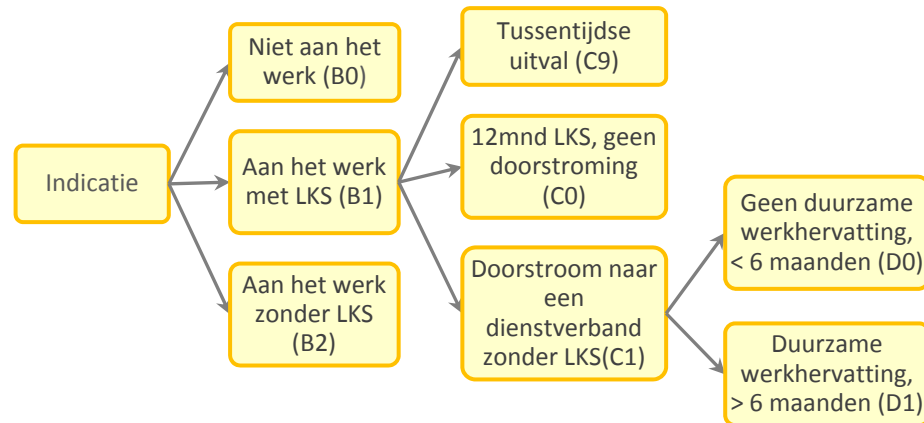 Indicatie
Niet aan het
werk (B0)
Aan het werk
met LKS (B1)
Aan het werk
zonder LKS
(B2)
Tussentijdse
uitval (C9)
12mnd LKS, geen
doorstroming
(C0)
Doorstroom naar
een
dienstverband
zonder LKS(C1)
Geen duurzame
werkhervatting,
< 6 maanden (D0)
Duurzame
werkhervatting,
> 6 maanden (D1)